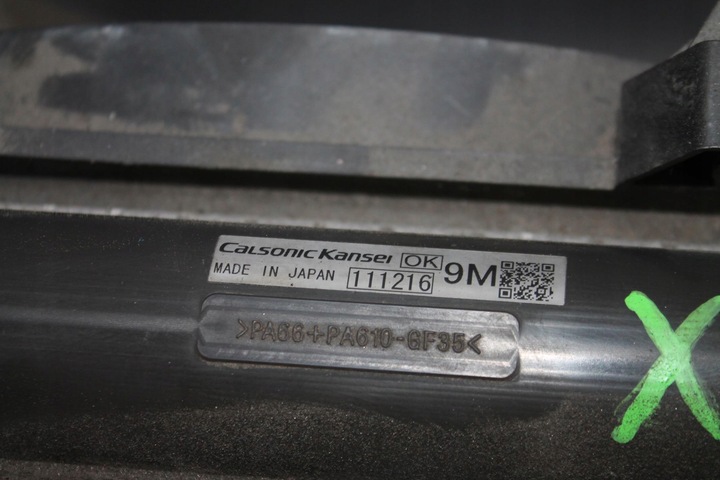 CalsonicKansei OK 9M
MADE IN JAPAN 111216
>PA66+PA610-GF35<
X